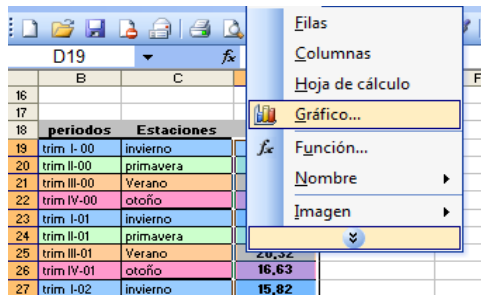 Filas
D19 fx Columnas
B C Hoja de cálculo F
16 Gráfico...
17
18 periodos Estaciones
19 trim I-00 invierno fx Función...
20 trim II-00 primavera
21 trim III-00 Verano Nombre
22 trim IV-00 otoño
23 trim I-01 invierno Imagen
24 trim II-01 primavera
25 trim III-01 Verano 20,32
26 trim IV-01 otoño 16,63
27 trim I-02 invierno 15,82